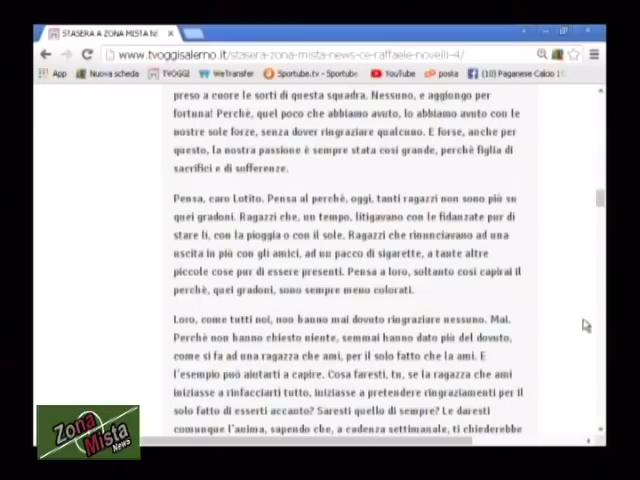 STASERA A ZONA MISTA NE
www.tvoggisalerno.it/stasera-zona-mista-news-ce-raffaele-novelli-4/
App Nuova scheda TVOGGI WeTransfer Sportube.tv - Sportube YouTube posta (10) Paganese Calcio 19
preso a cuore le sorti di questa squadra. Nessuno, e aggiongo per
fortuna! Perchè, quel poco che abbiamo avuto, lo abbiamo avuto con le
nostre sole forze, senza dover ringraziare qualcuno. E forse, anche per
questo, la nostra passione è sempre stata così grande, perchè figlia di
sacrifici e di sofferenze.
Pensa, caro Lotito. Pensa al perchè, oggi, tanti ragazzi non sono più su
quei gradoni. Ragazzi che, un tempo, litigavano con le fidanzate pur di
stare lì, con la pioggia o con il sole. Ragazzi che rinunciavano ad una
uscita in più con gli amici, ad un pacco di sigarette, a tante altre
piccole cose pur di essere presenti. Pensa a loro, soltanto così capirai il
perchè, quei gradoni, sono sempre meno colorati.
Loro, come tutti noi, non hanno mai dovuto ringraziare nessuno. Mai.
Perchè non hanno chiesto niente, semmai hanno dato più del dovuto,
come si fa ad una ragazza che ami, per il solo fatto che la ami. E
l'esempio può aiutarti a capire. Cosa faresti, tu, se la ragazza che ami
iniziasse a rinfacciarti tutto, iniziasse a pretendere ringraziamenti per il
solo fatto di esserti accanto? Saresti quello di sempre? Le daresti
comunque l'anima, sapendo che, a cadenza settimanale, ti chiederebbe
Zona
Mista
News